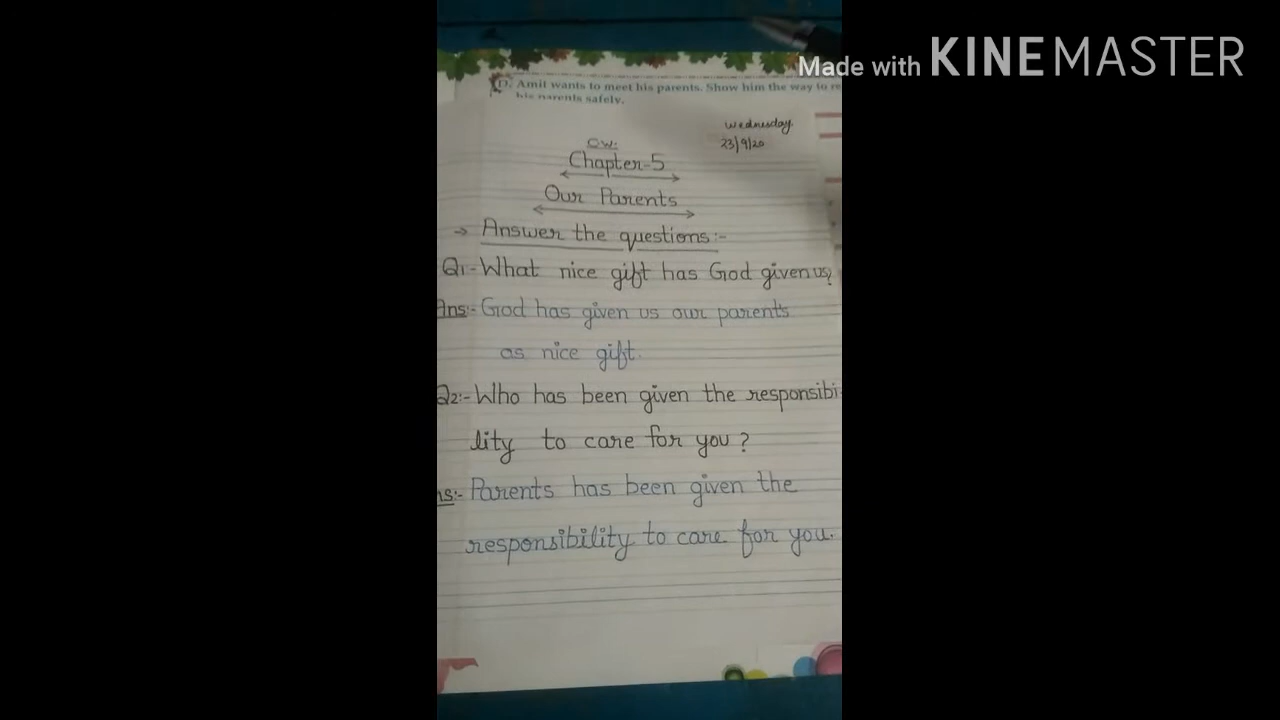 Made with KINEMASTER
D. Amit wants to meet his parents. Show him the way to re
his parents safely.
Wednesday
23/9/20
C.W:
Chapter-5
Our Parents
→ Answer the questions:-
Q1-What nice gift has God given us?
Ans:- God has given us our parents
as nice gift.
Q2:- Who has been given the responsibi-
lity to care for you?
ns:- Parents has been given the
responsibility to care for you.